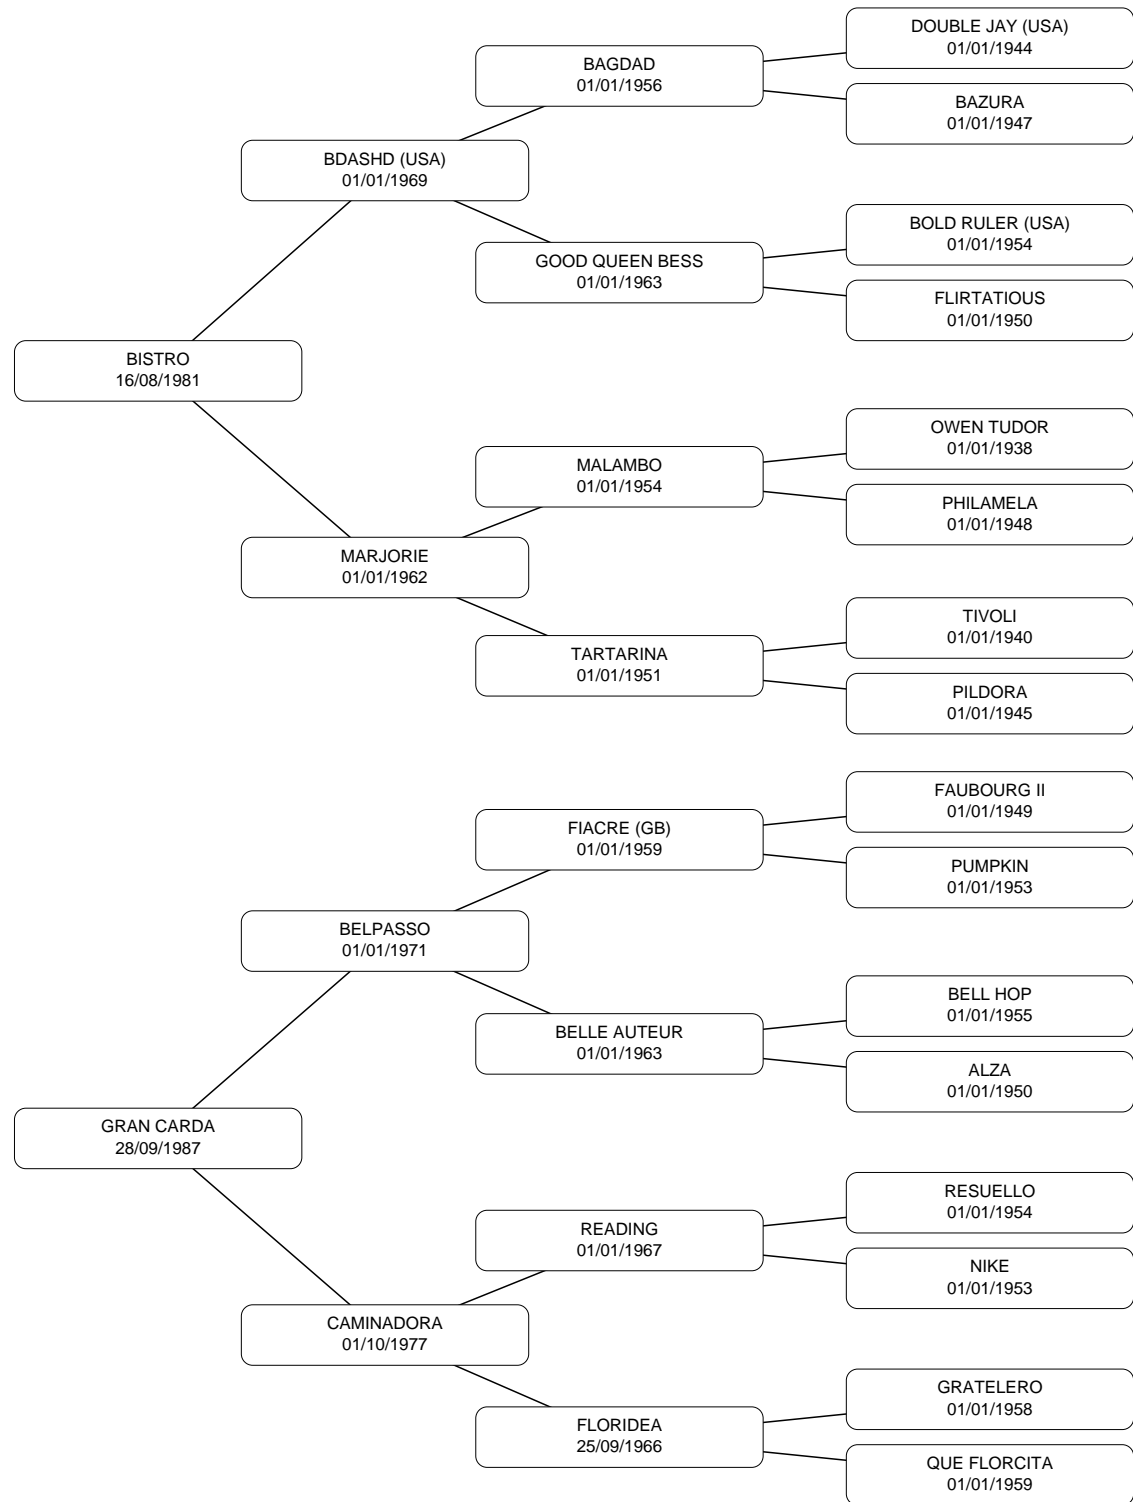 DOUBLE JAY (USA)
01/01/1944
BAGDAD
01/01/1956
BAZURA
01/01/1947
BDASHD (USA)
01/01/1969
BOLD RULER (USA)
01/01/1954
GOOD QUEEN BESS
01/01/1963
FLIRTATIOUS
01/01/1950
BISTRO
16/08/1981
OWEN TUDOR
01/01/1938
MALAMBO
01/01/1954
PHILAMELA
01/01/1948
MARJORIE
01/01/1962
TIVOLI
01/01/1940
TARTARINA
01/01/1951
PILDORA
01/01/1945
FAUBOURG II
01/01/1949
FIACRE (GB)
01/01/1959
PUMPKIN
01/01/1953
BELPASSO
01/01/1971
BELL HOP
01/01/1955
BELLE AUTEUR
01/01/1963
ALZA
01/01/1950
GRAN CARDA
28/09/1987
RESUELLO
01/01/1954
READING
01/01/1967
NIKE
01/01/1953
CAMINADORA
01/10/1977
GRATELERO
01/01/1958
FLORIDEA
25/09/1966
QUE FLORCITA
01/01/1959